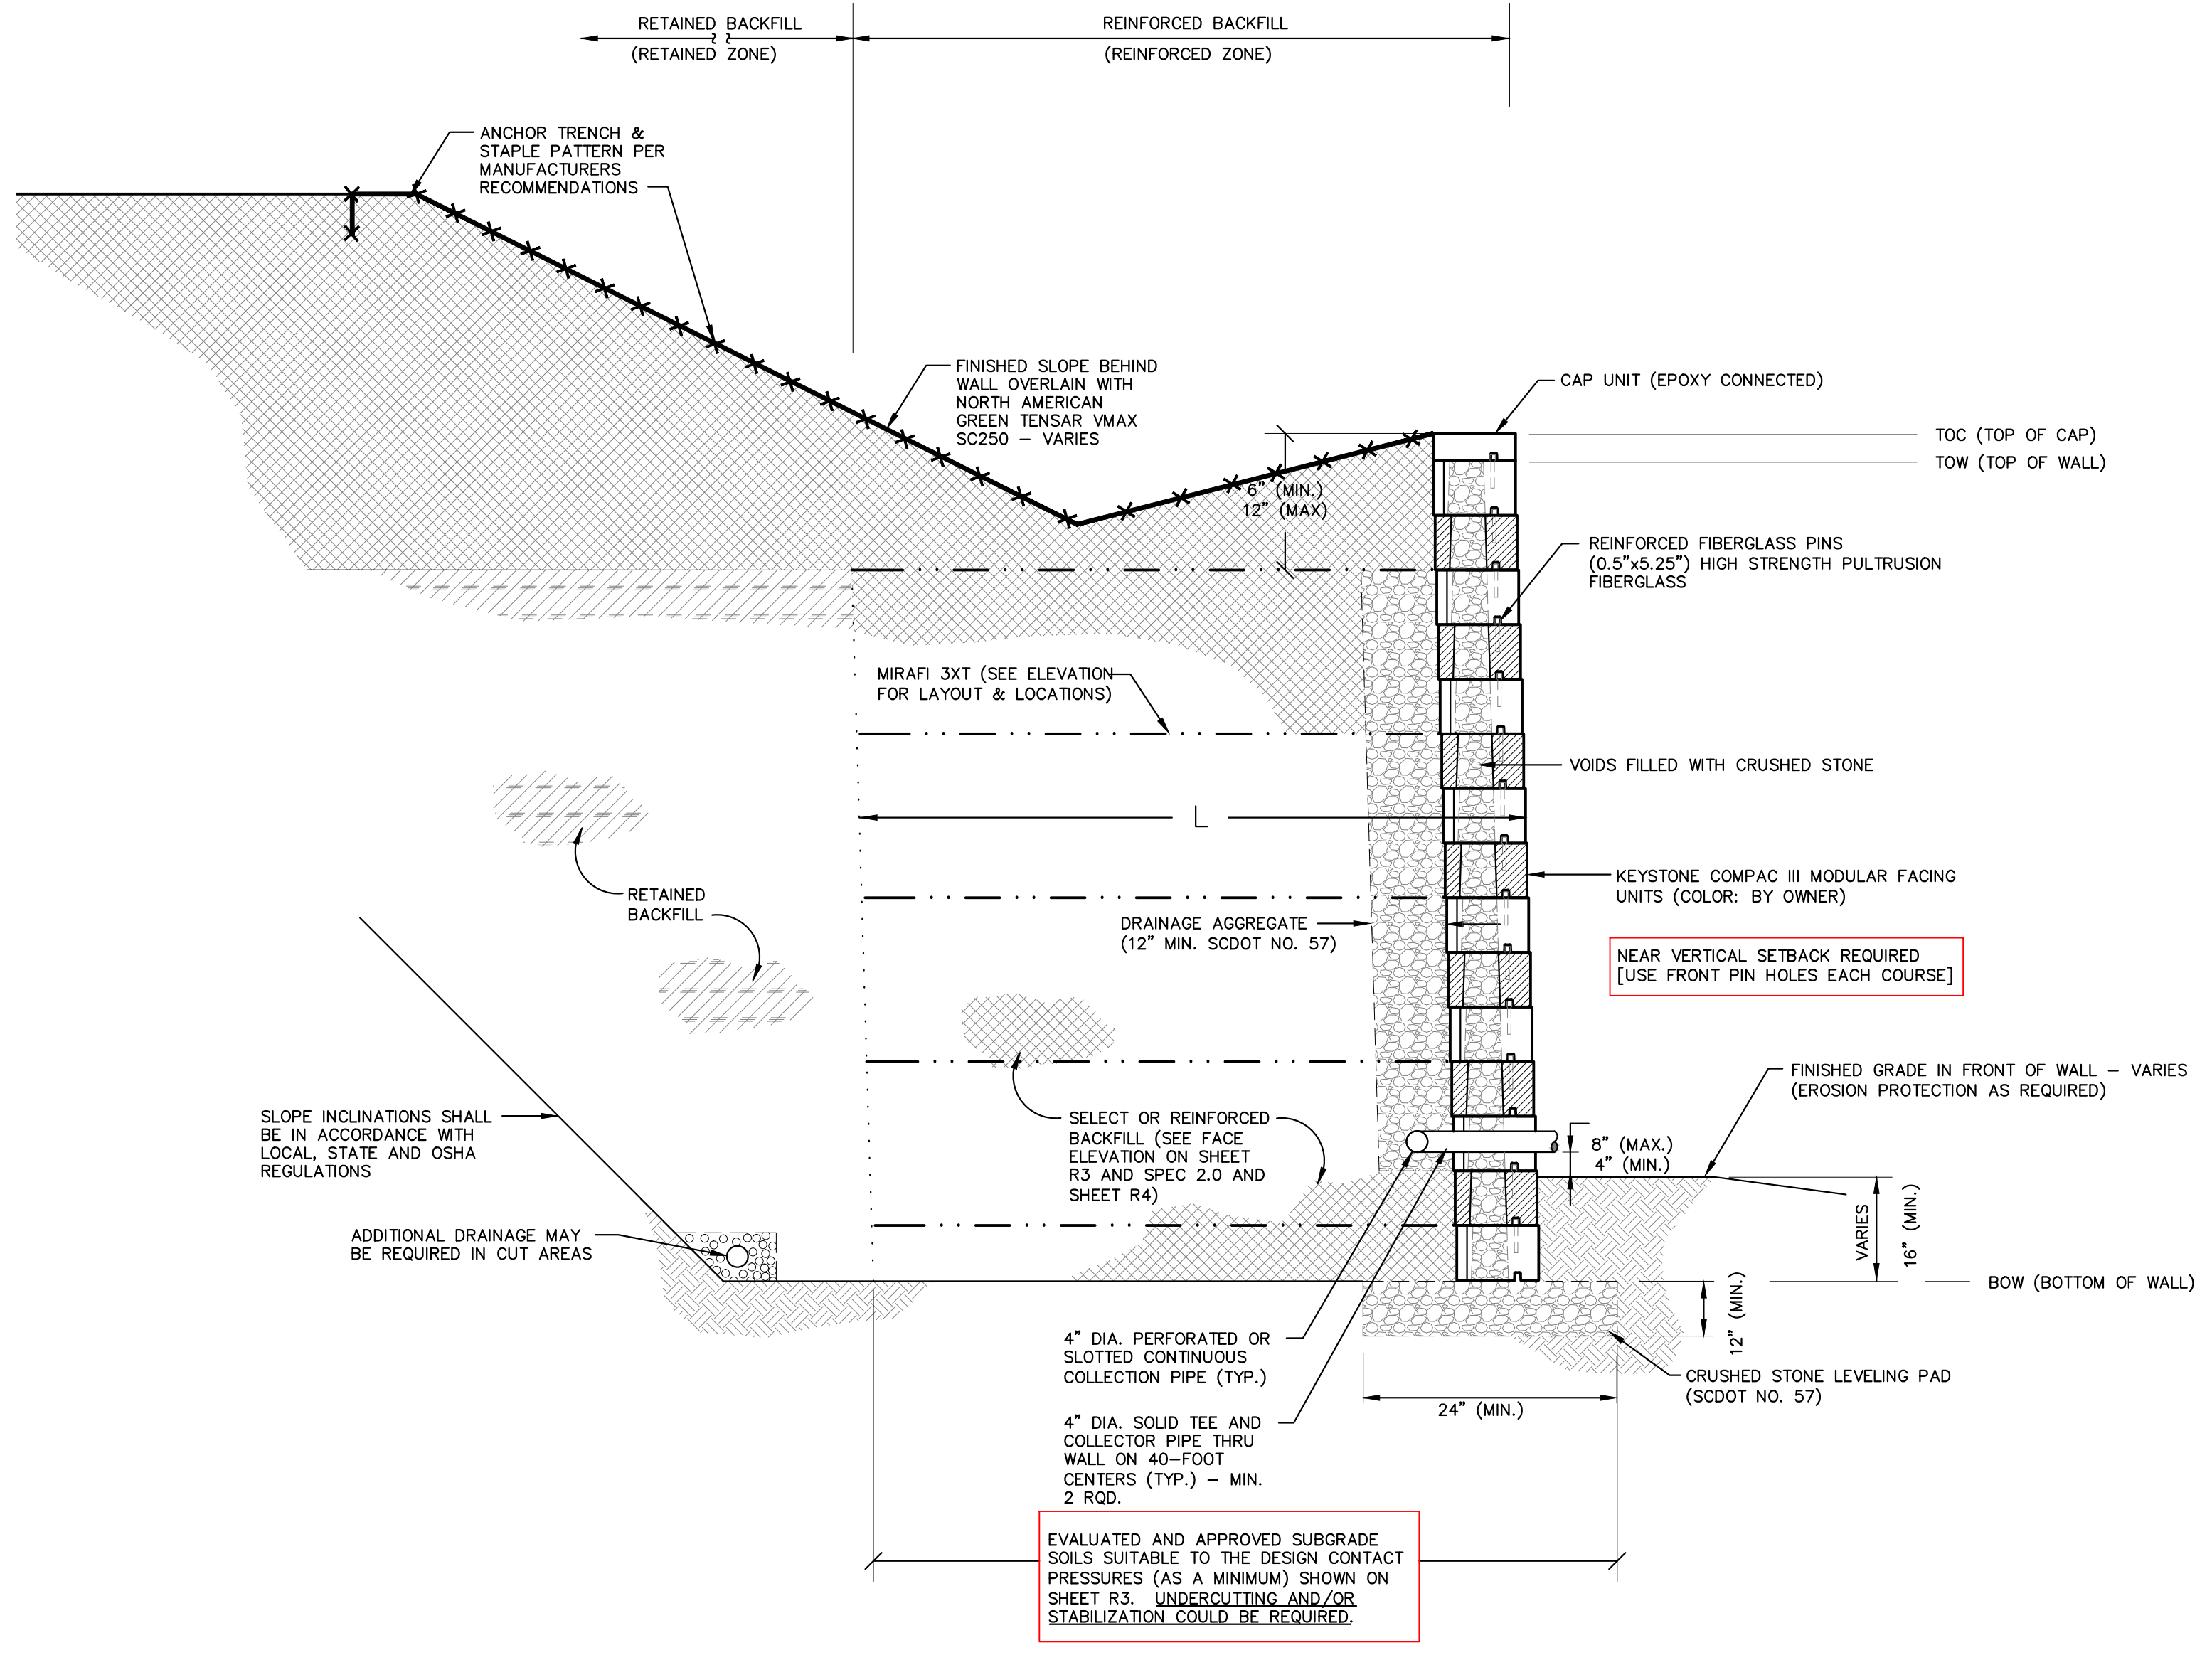 RETAINED BACKFILL
(RETAINED ZONE)
REINFORCED BACKFILL
(REINFORCED ZONE)
ANCHOR TRENCH &
STAPLE PATTERN PER
MANUFACTURERS
RECOMMENDATIONS
FINISHED SLOPE BEHIND
WALL OVERLAIN WITH
NORTH AMERICAN
GREEN TENSAR VMAX
SC250 – VARIES
CAP UNIT (EPOXY CONNECTED)
TOC (TOP OF CAP)
TOW (TOP OF WALL)
6" (MIN.)
12" (MAX)
REINFORCED FIBERGLASS PINS
(0.5"x5.25") HIGH STRENGTH PULTRUSION
FIBERGLASS
MIRAFI 3XT (SEE ELEVATION
FOR LAYOUT & LOCATIONS)
VOIDS FILLED WITH CRUSHED STONE
L
KEYSTONE COMPAC III MODULAR FACING
UNITS (COLOR: BY OWNER)
RETAINED
BACKFILL
DRAINAGE AGGREGATE
(12" MIN. SCDOT NO. 57)
NEAR VERTICAL SETBACK REQUIRED
[USE FRONT PIN HOLES EACH COURSE]
FINISHED GRADE IN FRONT OF WALL – VARIES
(EROSION PROTECTION AS REQUIRED)
SLOPE INCLINATIONS SHALL
BE IN ACCORDANCE WITH
LOCAL, STATE AND OSHA
REGULATIONS
SELECT OR REINFORCED
BACKFILL (SEE FACE
ELEVATION ON SHEET
R3 AND SPEC 2.0 AND
SHEET R4)
8" (MAX.)
4" (MIN.)
VARIES
16" (MIN.)
ADDITIONAL DRAINAGE MAY
BE REQUIRED IN CUT AREAS
BOW (BOTTOM OF WALL)
12" (MIN.)
4" DIA. PERFORATED OR
SLOTTED CONTINUOUS
COLLECTION PIPE (TYP.)
CRUSHED STONE LEVELING PAD
(SCDOT NO. 57)
24" (MIN.)
4" DIA. SOLID TEE AND
COLLECTOR PIPE THRU
WALL ON 40–FOOT
CENTERS (TYP.) – MIN.
2 RQD.
EVALUATED AND APPROVED SUBGRADE
SOILS SUITABLE TO THE DESIGN CONTACT
PRESSURES (AS A MINIMUM) SHOWN ON
SHEET R3. UNDERCUTTING AND/OR
STABILIZATION COULD BE REQUIRED.